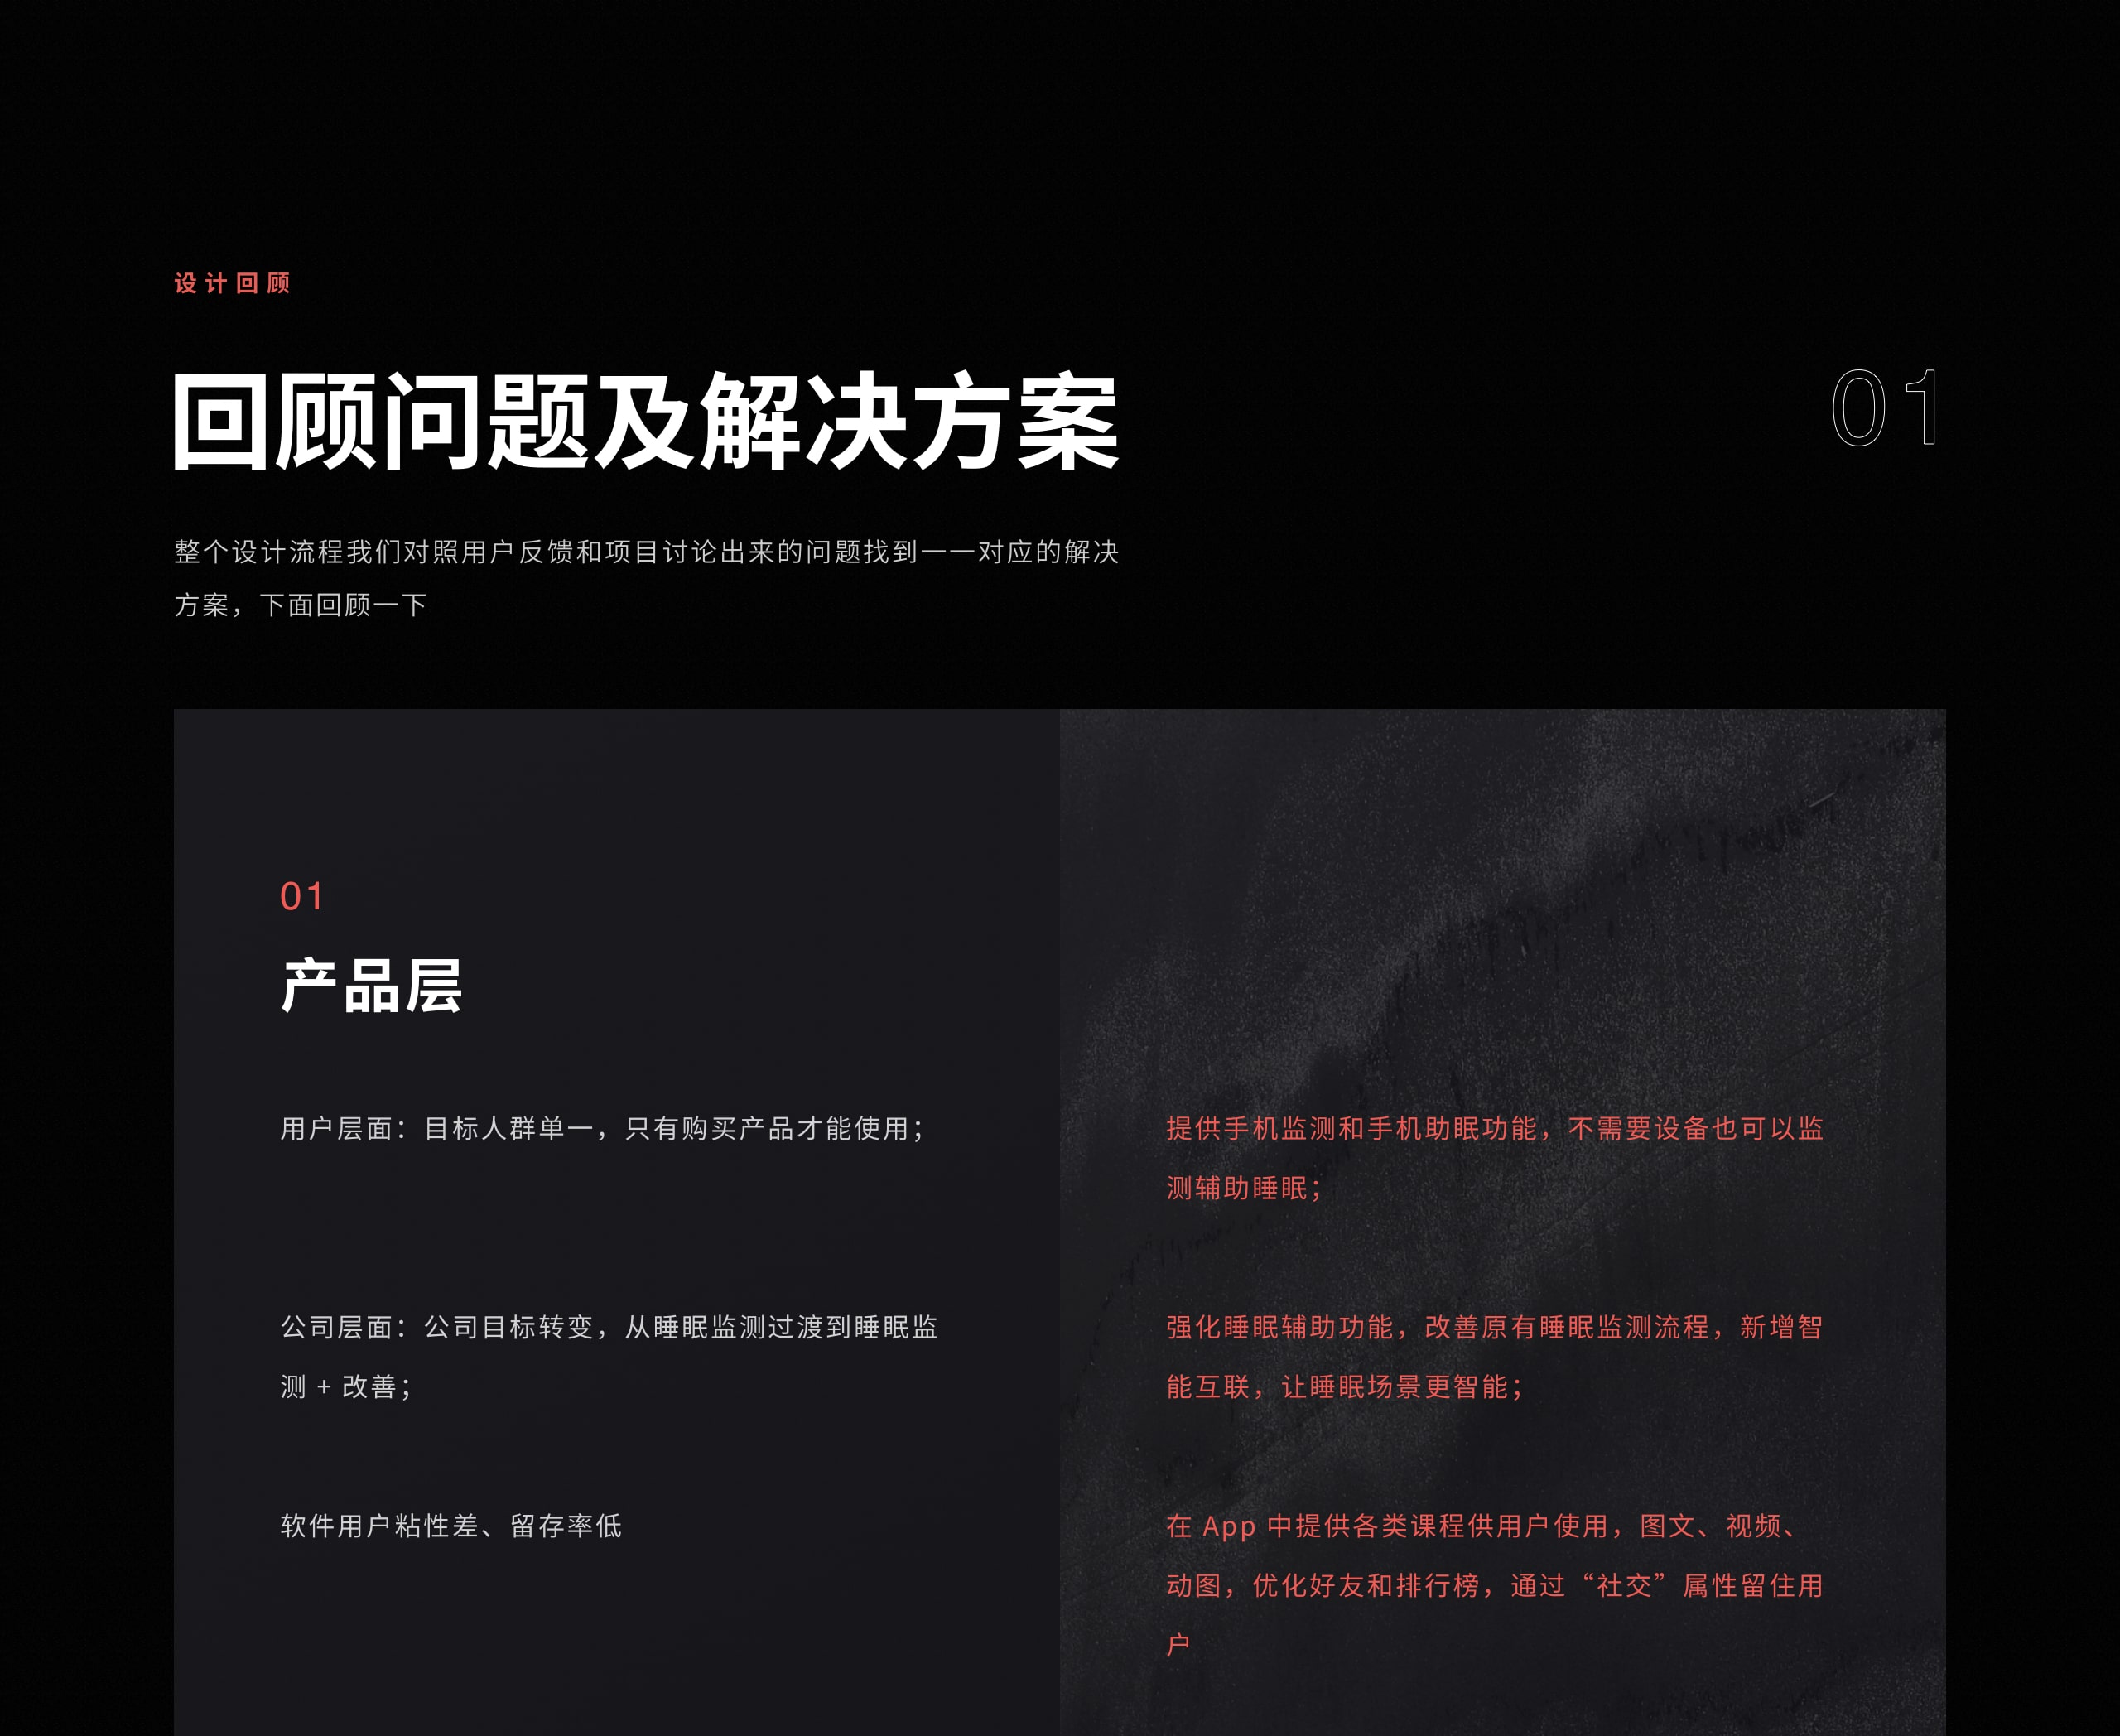 设计回顾
回顾问题及解决方案
01
整个设计流程我们对照用户反馈和项目讨论出来的问题找到一一对应的解决
方案，下面回顾一下
01
产品层
用户层面：目标人群单一，只有购买产品才能使用；
提供手机监测和手机助眠功能，不需要设备也可以监
测辅助睡眠；
公司层面：公司目标转变，从睡眠监测过渡到睡眠监
测 + 改善；
强化睡眠辅助功能，改善原有睡眠监测流程，新增智
能互联，让睡眠场景更智能；
软件用户粘性差、留存率低
在 App 中提供各类课程供用户使用，图文、视频、
动图，优化好友和排行榜，通过“社交”属性留住用
户